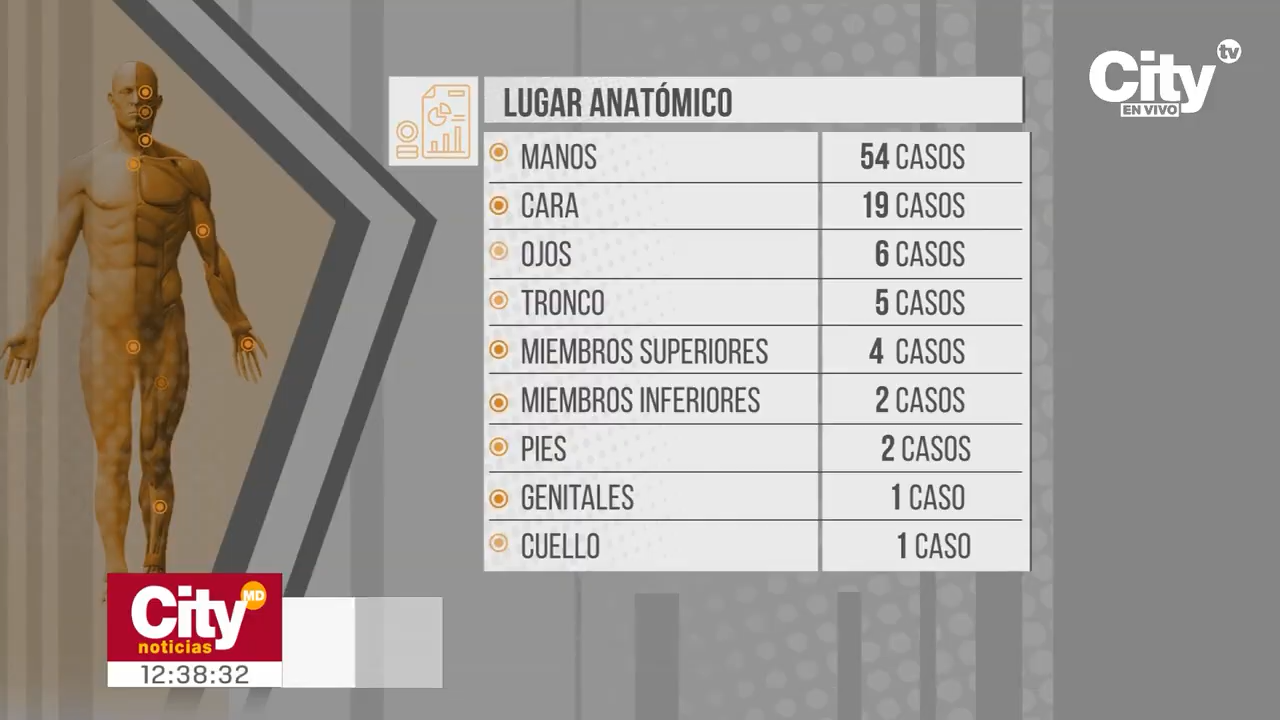 City tv
EN VIVO
LUGAR ANATÓMICO
MANOS 54 CASOS
CARA 19 CASOS
OJOS 6 CASOS
TRONCO 5 CASOS
MIEMBROS SUPERIORES 4 CASOS
MIEMBROS INFERIORES 2 CASOS
PIES 2 CASOS
GENITALES 1 CASO
CUELLO 1 CASO
City MD
noticias
12:38:32